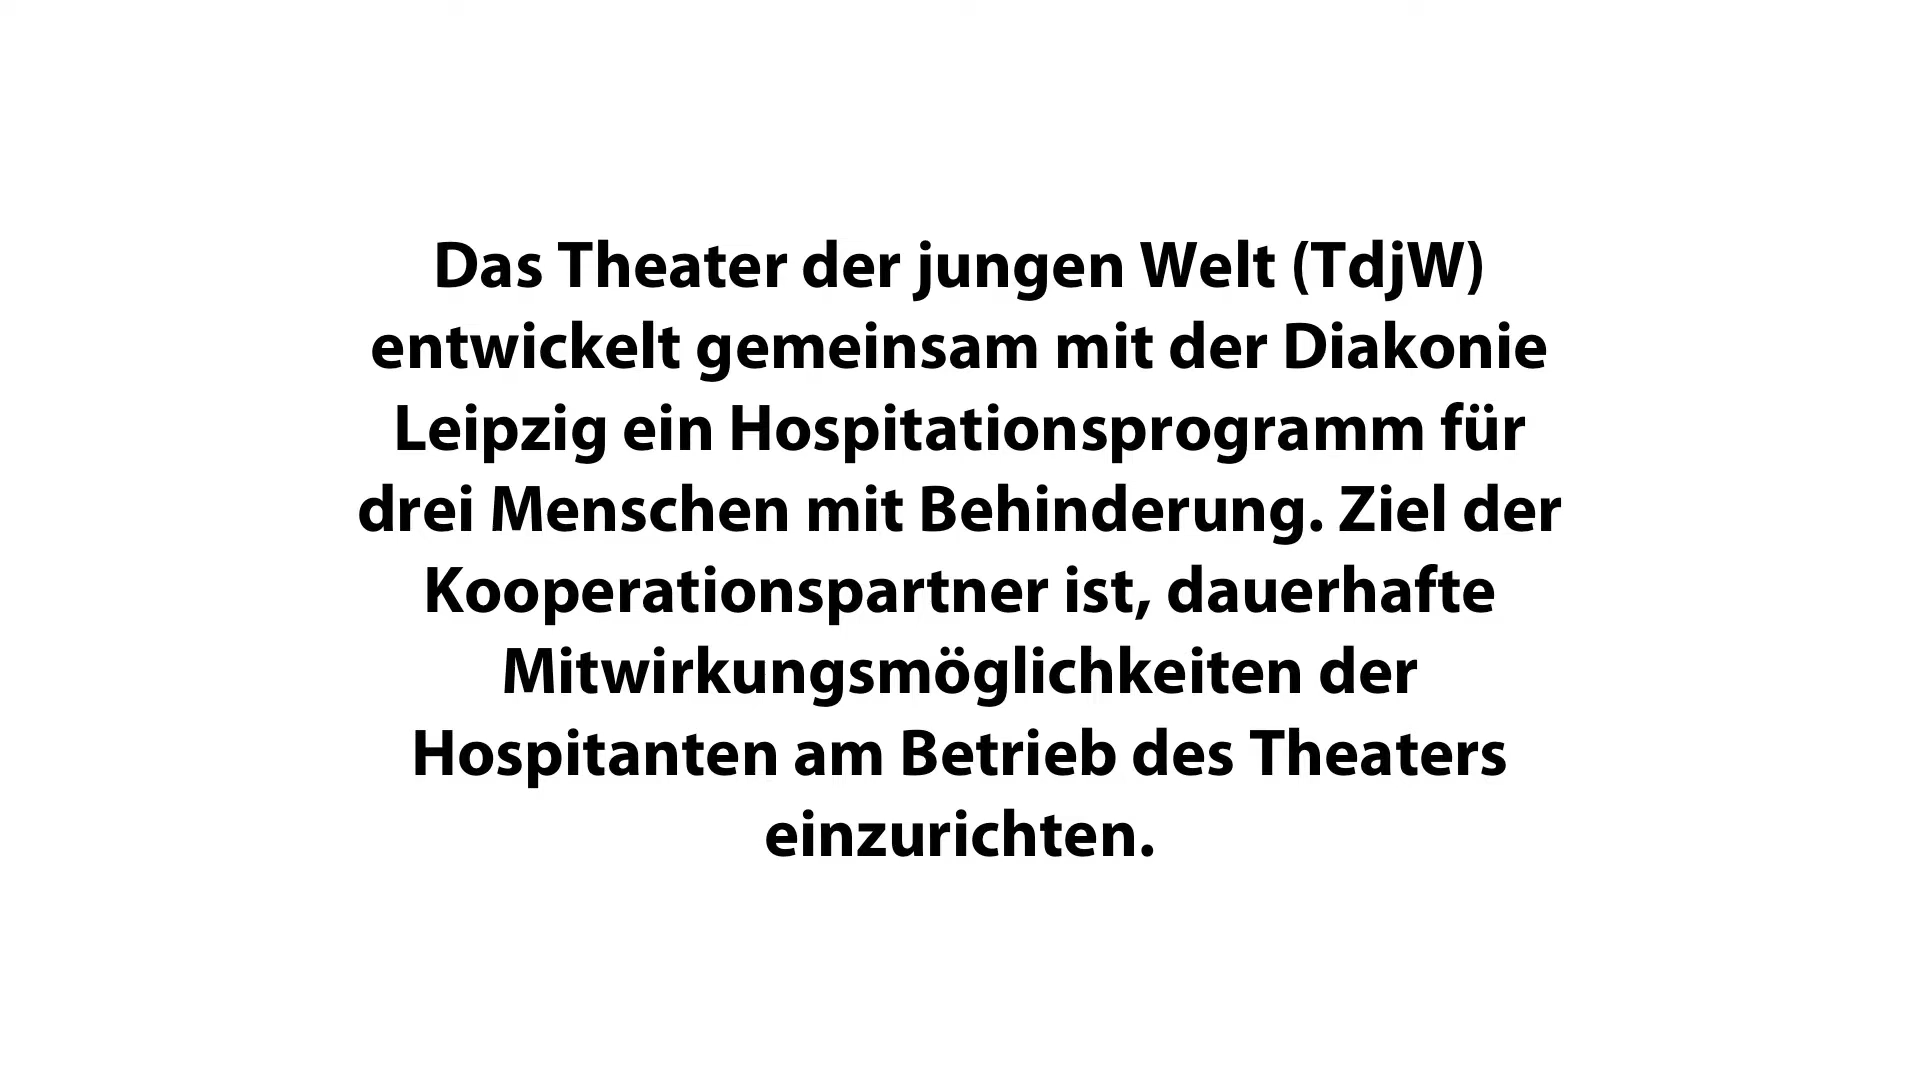 Das Theater der jungen Welt (TdjW)
entwickelt gemeinsam mit der Diakonie
Leipzig ein Hospitationsprogramm für
drei Menschen mit Behinderung. Ziel der
Kooperationspartner ist, dauerhafte
Mitwirkungsmöglichkeiten der
Hospitanten am Betrieb des Theaters
einzurichten.